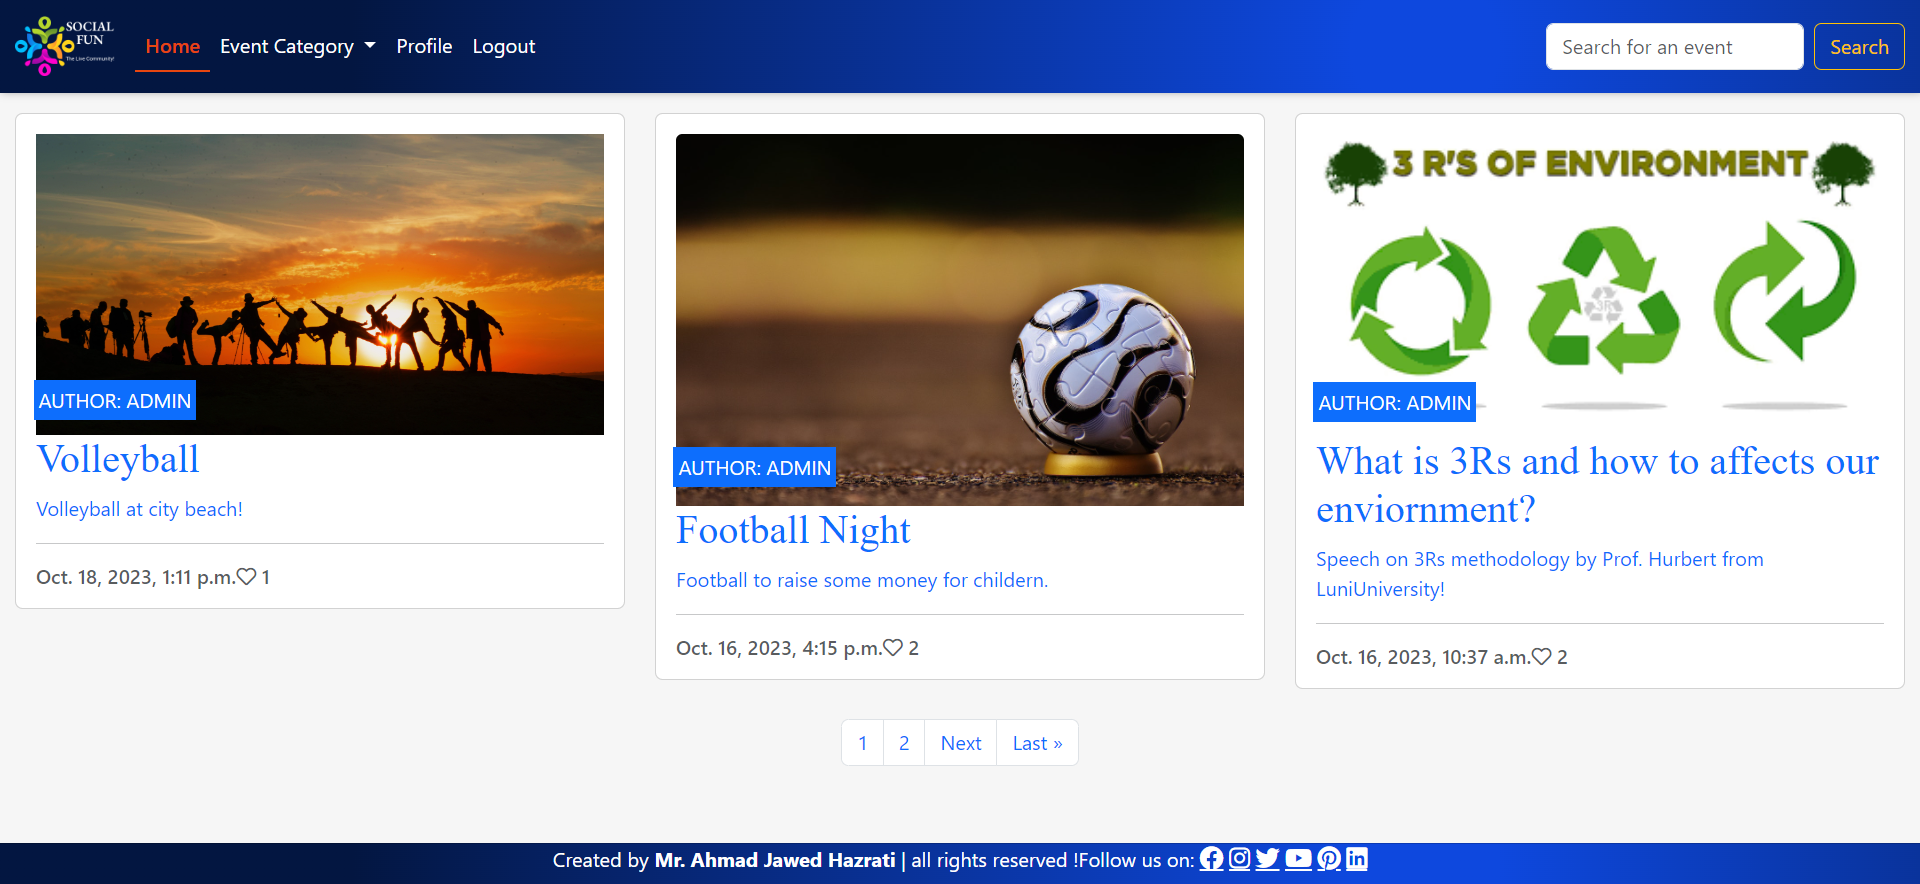 SOCIAL
FUN
The Live Community!
Home
Event Category
Profile
Logout
Search for an event
Search
AUTHOR: ADMIN
Volleyball
Volleyball at city beach!
Oct. 18, 2023, 1:11 p.m. 1
AUTHOR: ADMIN
Football Night
Football to raise some money for childern.
Oct. 16, 2023, 4:15 p.m. 2
3 R'S OF ENVIRONMENT
3R
AUTHOR: ADMIN
What is 3Rs and how to affects our
enviornment?
Speech on 3Rs methodology by Prof. Hurbert from
LuniUniversity!
Oct. 16, 2023, 10:37 a.m. 2
1
2
Next
Last »
Created by Mr. Ahmad Jawed Hazrati | all rights reserved !Follow us on: